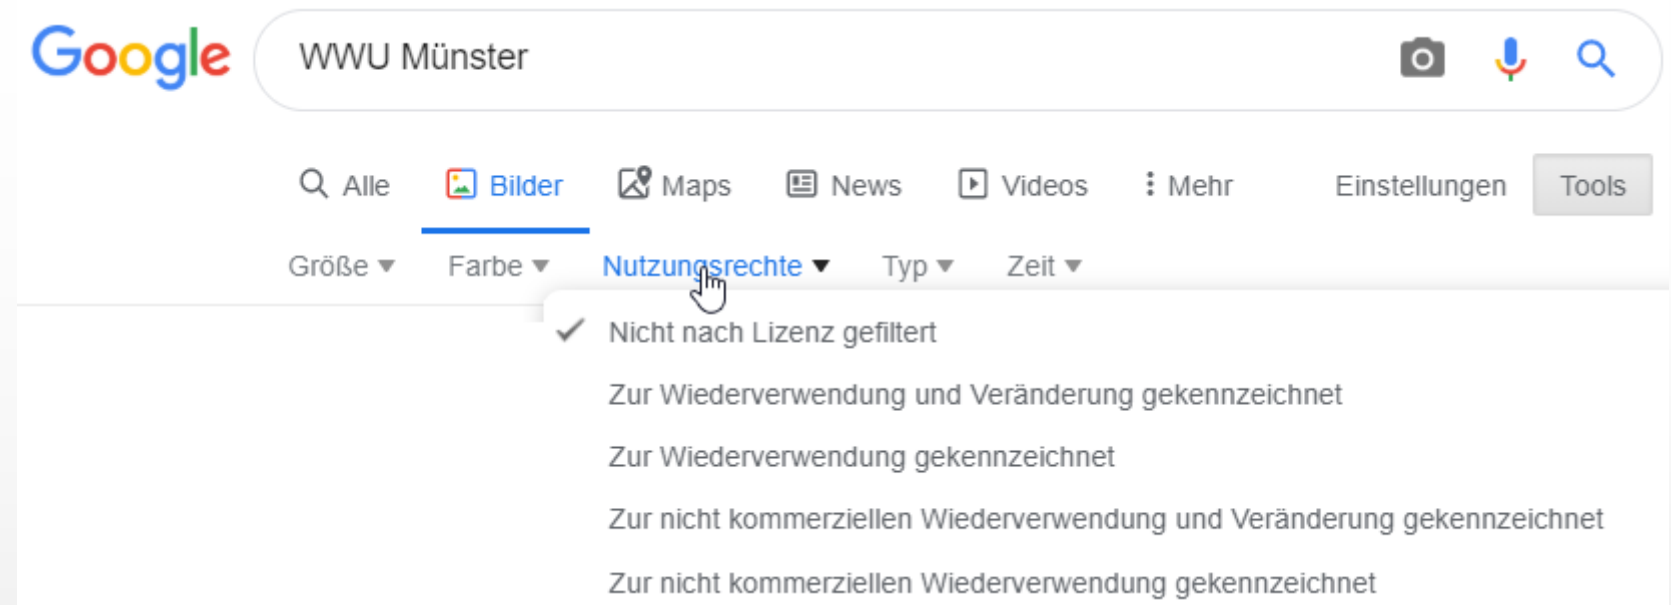 Google WWU Münster
Alle Bilder Maps News Videos Mehr Einstellungen Tools
Größe Farbe Nutzungsrechte Typ Zeit
Nicht nach Lizenz gefiltert
Zur Wiederverwendung und Veränderung gekennzeichnet
Zur Wiederverwendung gekennzeichnet
Zur nicht kommerziellen Wiederverwendung und Veränderung gekennzeichnet
Zur nicht kommerziellen Wiederverwendung gekennzeichnet